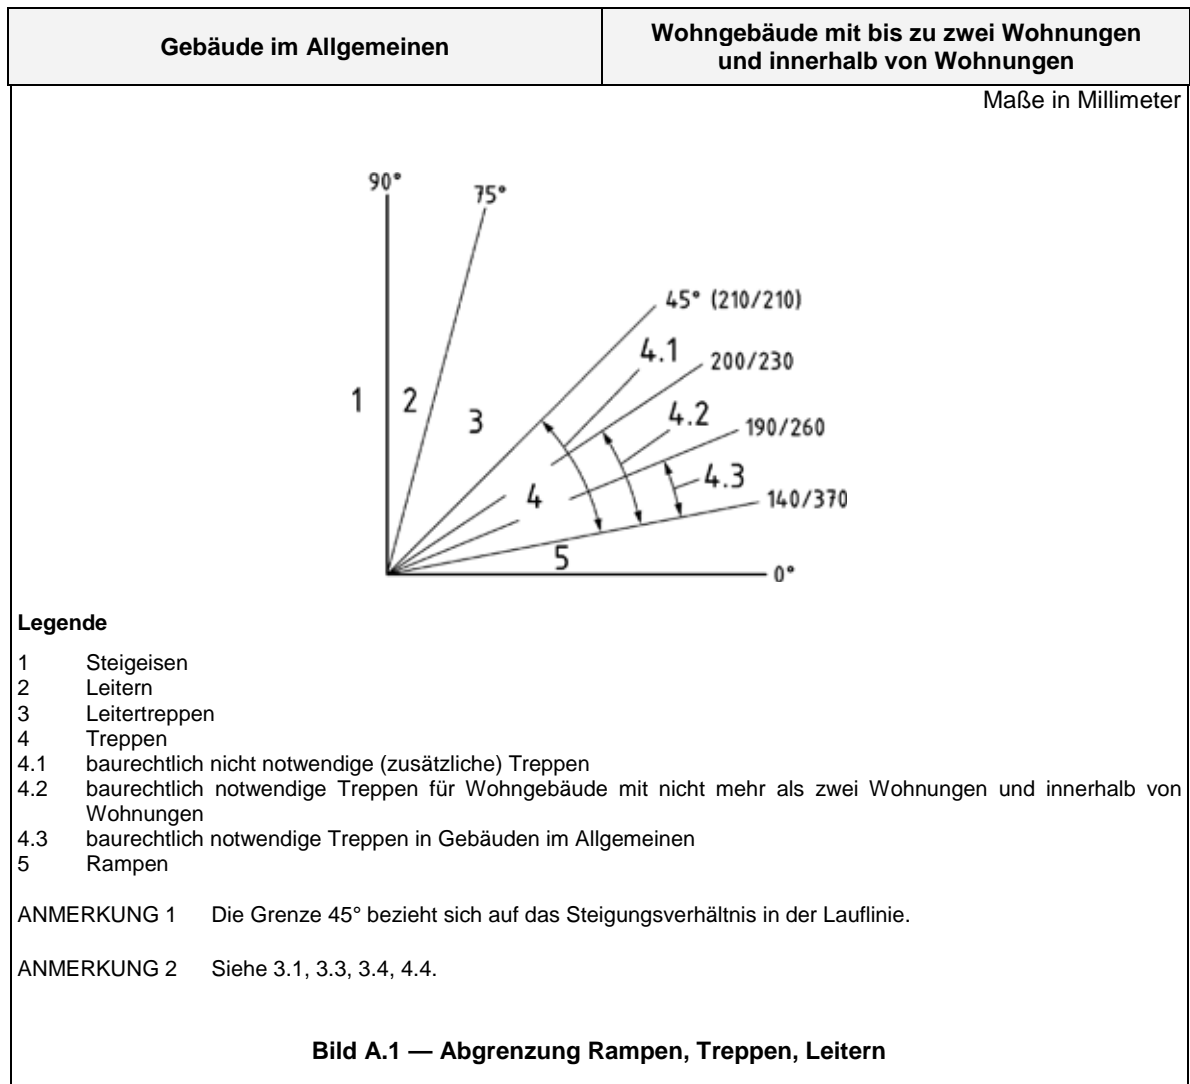 Gebäude im Allgemeinen
Wohngebäude mit bis zu zwei Wohnungen
und innerhalb von Wohnungen
Maße in Millimeter
90°
75°
45° (210/210)
4.1
200/230
1
2
3
4.2
190/260
4.3
4
140/370
5
0°
Legende
1 Steigeisen
2 Leitern
3 Leitertreppen
4 Treppen
4.1 baurechtlich nicht notwendige (zusätzliche) Treppen
4.2 baurechtlich notwendige Treppen für Wohngebäude mit nicht mehr als zwei Wohnungen und innerhalb von
Wohnungen
4.3 baurechtlich notwendige Treppen in Gebäuden im Allgemeinen
5 Rampen
ANMERKUNG 1 Die Grenze 45° bezieht sich auf das Steigungsverhältnis in der Lauflinie.
ANMERKUNG 2 Siehe 3.1, 3.3, 3.4, 4.4.
Bild A.1 — Abgrenzung Rampen, Treppen, Leitern